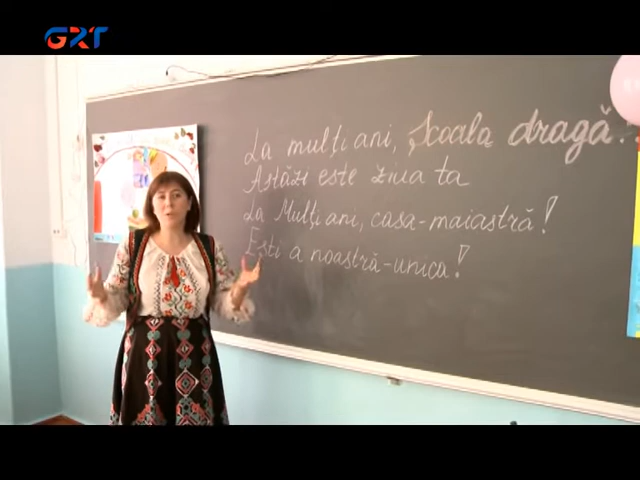 GRT
La mulți ani, Școala dragă.
Astăzi este ziua ta
La Mulți ani, casa-maiastră!
Ești a noastră-unica!